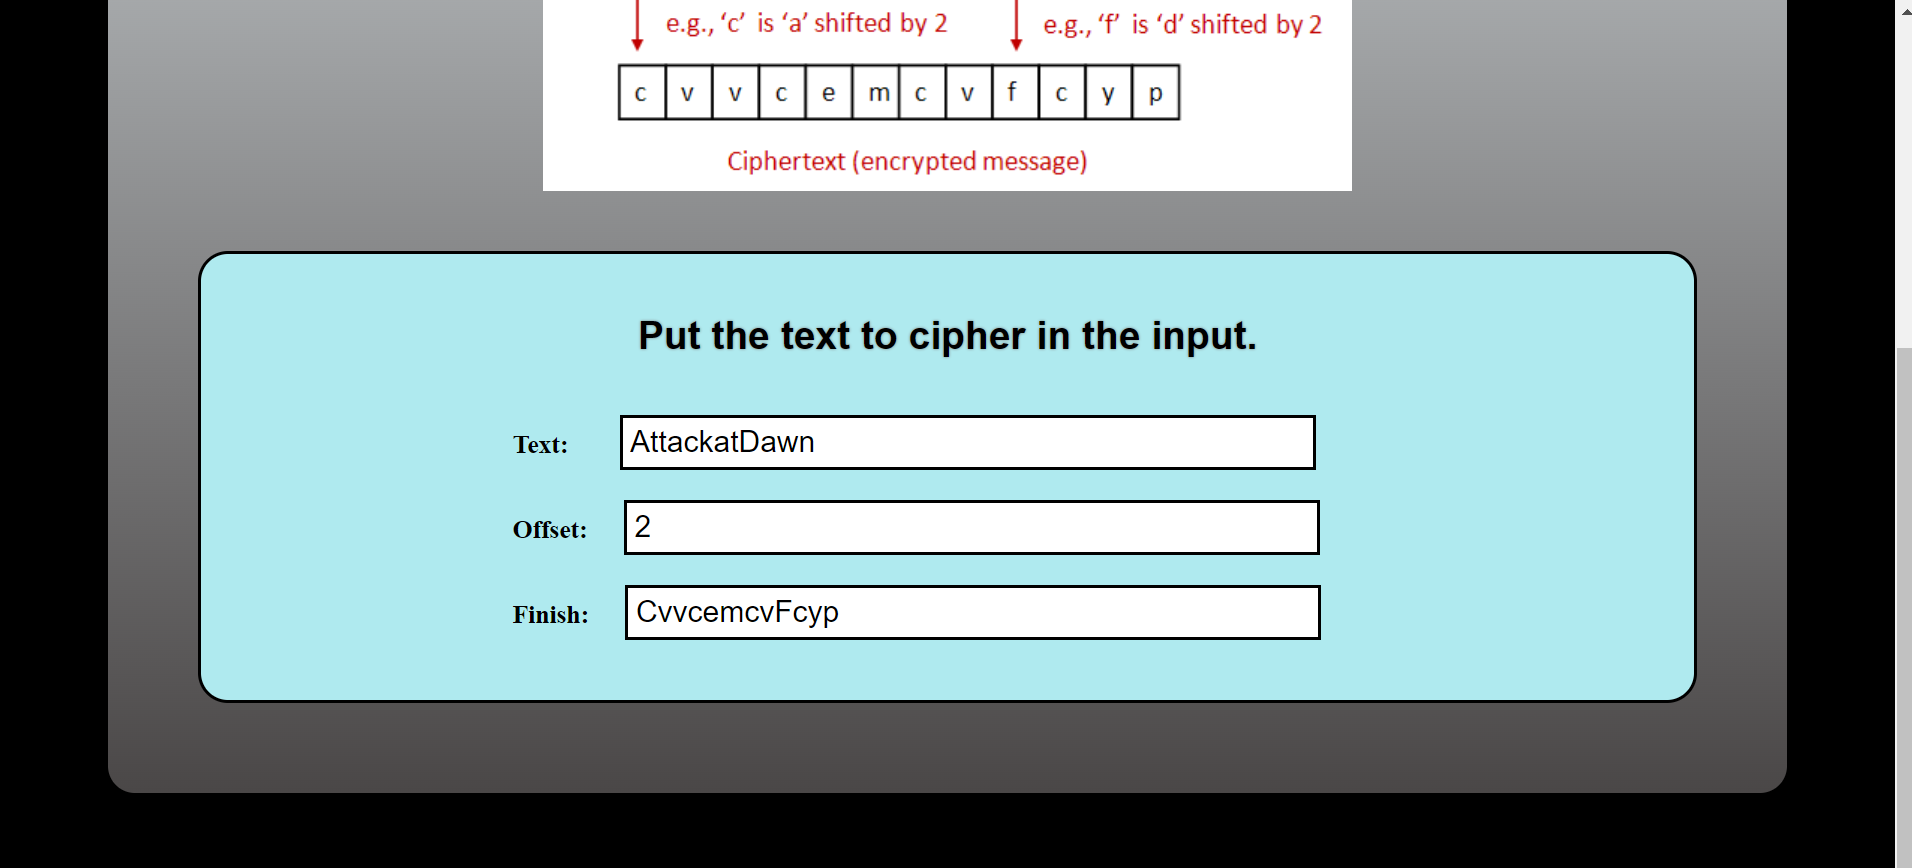 e.g., ‘c’ is ‘a’ shifted by 2 e.g., ‘f’ is ‘d’ shifted by 2
c v v c e m c v f c y p
Ciphertext (encrypted message)
Put the text to cipher in the input.
Text: AttackatDawn
Offset: 2
Finish: CvvcemcvFcyp